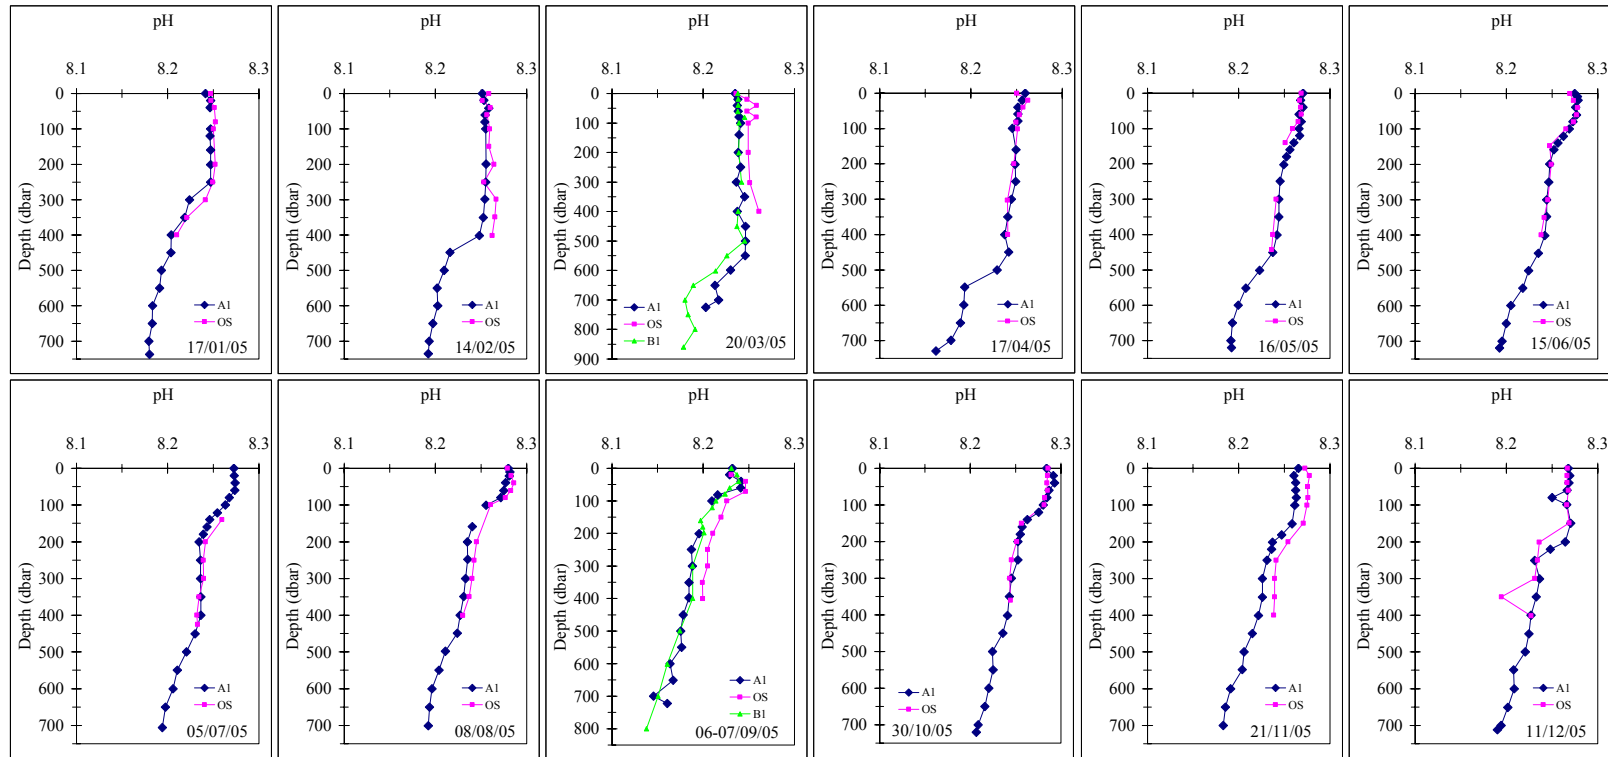 pH
8.1 8.2 8.3
0
100
200
300
400
500
600
700
Depth (dbar)
A1
OS
17/01/05
pH
8.1 8.2 8.3
0
100
200
300
400
500
600
700
Depth (dbar)
A1
OS
14/02/05
pH
8.1 8.2 8.3
0
100
200
300
400
500
600
700
800
900
Depth (dbar)
A1
OS
B1
20/03/05
pH
8.1 8.2 8.3
0
100
200
300
400
500
600
700
Depth (dbar)
A1
OS
17/04/05
pH
8.1 8.2 8.3
0
100
200
300
400
500
600
700
Depth (dbar)
A1
OS
16/05/05
pH
8.1 8.2 8.3
0
100
200
300
400
500
600
700
Depth (dbar)
A1
OS
15/06/05
pH
8.1 8.2 8.3
0
100
200
300
400
500
600
700
Depth (dbar)
A1
OS
05/07/05
pH
8.1 8.2 8.3
0
100
200
300
400
500
600
700
Depth (dbar)
A1
OS
08/08/05
pH
8.1 8.2 8.3
0
100
200
300
400
500
600
700
800
Depth (dbar)
A1
OS
B1
06-07/09/05
pH
8.1 8.2 8.3
0
100
200
300
400
500
600
700
Depth (dbar)
A1
OS
30/10/05
pH
8.1 8.2 8.3
0
100
200
300
400
500
600
700
Depth (dbar)
A1
OS
21/11/05
pH
8.1 8.2 8.3
0
100
200
300
400
500
600
700
Depth (dbar)
A1
OS
11/12/05